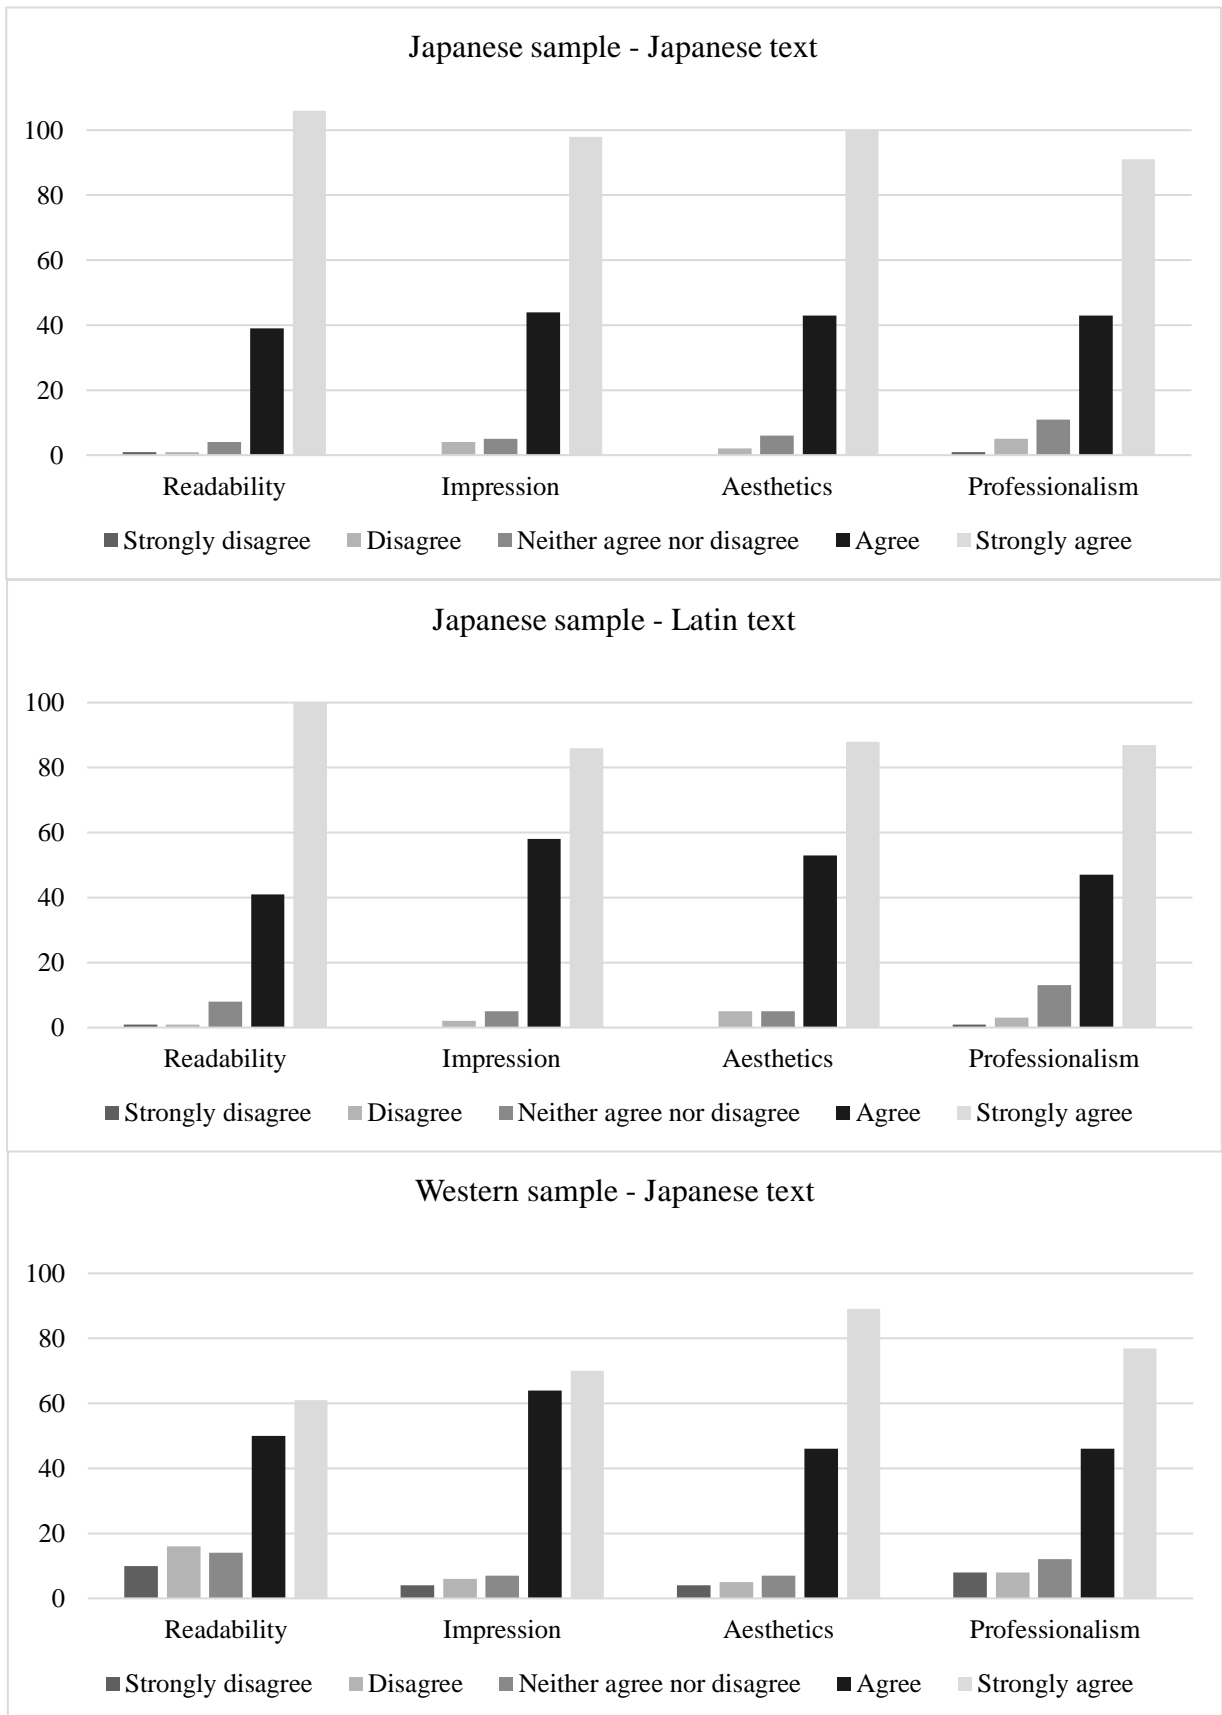 Japanese sample - Japanese text
100
80
60
40
20
0
Readability Impression Aesthetics Professionalism
Strongly disagree Disagree Neither agree nor disagree Agree Strongly agree
Japanese sample - Latin text
100
80
60
40
20
0
Readability Impression Aesthetics Professionalism
Strongly disagree Disagree Neither agree nor disagree Agree Strongly agree
Western sample - Japanese text
100
80
60
40
20
0
Readability Impression Aesthetics Professionalism
Strongly disagree Disagree Neither agree nor disagree Agree Strongly agree